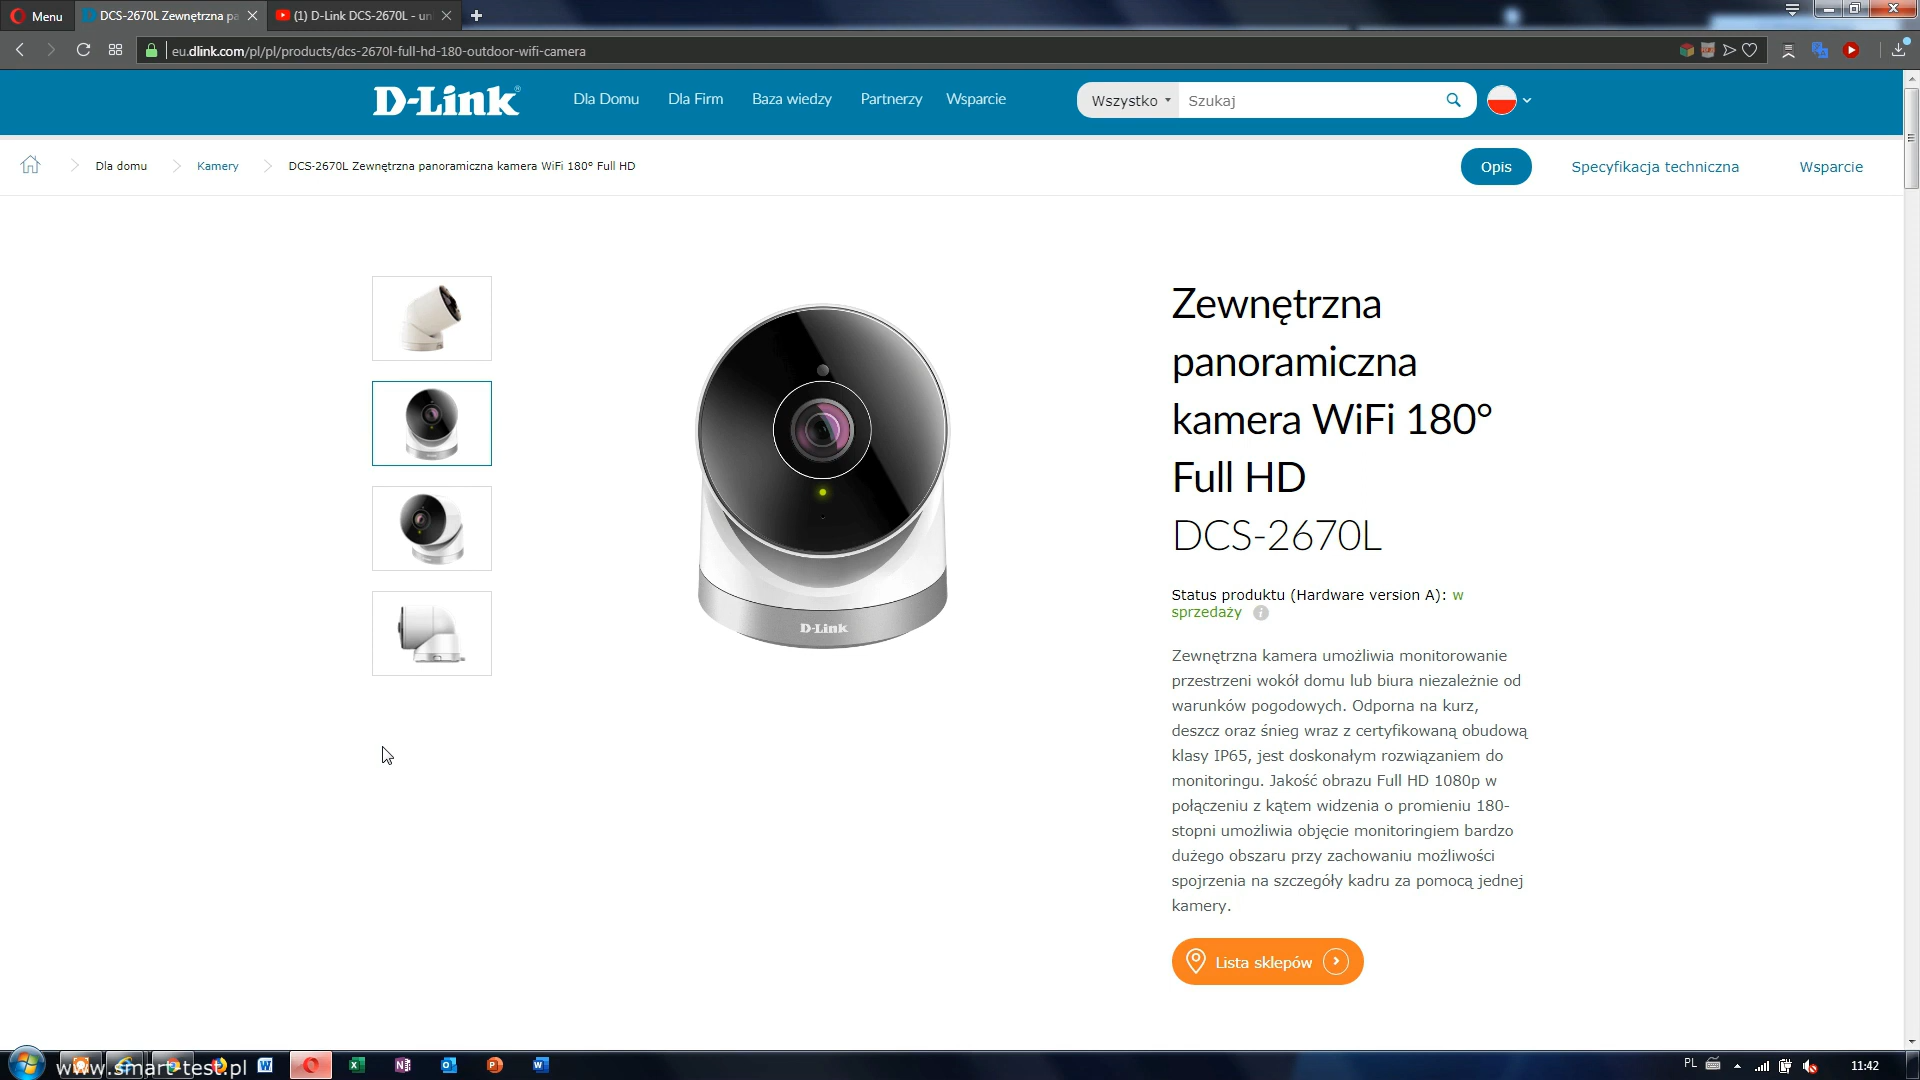 Menu
DCS-2670L Zewnętrzna pa
(1) D-Link DCS-2670L - un
eu.dlink.com/pl/pl/products/dcs-2670l-full-hd-180-outdoor-wifi-camera
D-Link®
Dla Domu
Dla Firm
Baza wiedzy
Partnerzy
Wsparcie
Wszystko
Szukaj
Dla domu
Kamery
DCS-2670L Zewnętrzna panoramiczna kamera WiFi 180° Full HD
Opis
Specyfikacja techniczna
Wsparcie
Zewnętrzna
panoramiczna
kamera WiFi 180°
Full HD
DCS-2670L
Status produktu (Hardware version A): w
sprzedaży
Zewnętrzna kamera umożliwia monitorowanie
przestrzeni wokół domu lub biura niezależnie od
warunków pogodowych. Odporna na kurz,
deszcz oraz śnieg wraz z certyfikowaną obudową
klasy IP65, jest doskonałym rozwiązaniem do
monitoringu. Jakość obrazu Full HD 1080p w
połączeniu z kątem widzenia o promieniu 180-
stopni umożliwia objęcie monitoringiem bardzo
dużego obszaru przy zachowaniu możliwości
spojrzenia na szczegóły kadru za pomocą jednej
kamery.
D-Link
Lista sklepów
www.smart-test.pl
PL
11:42